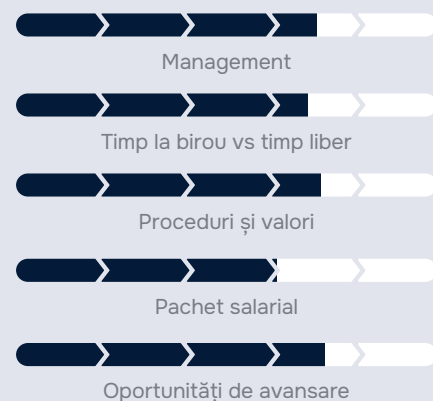 Management
Timp la birou vs timp liber
Proceduri și valori
Pachet salarial
Oportunități de avansare